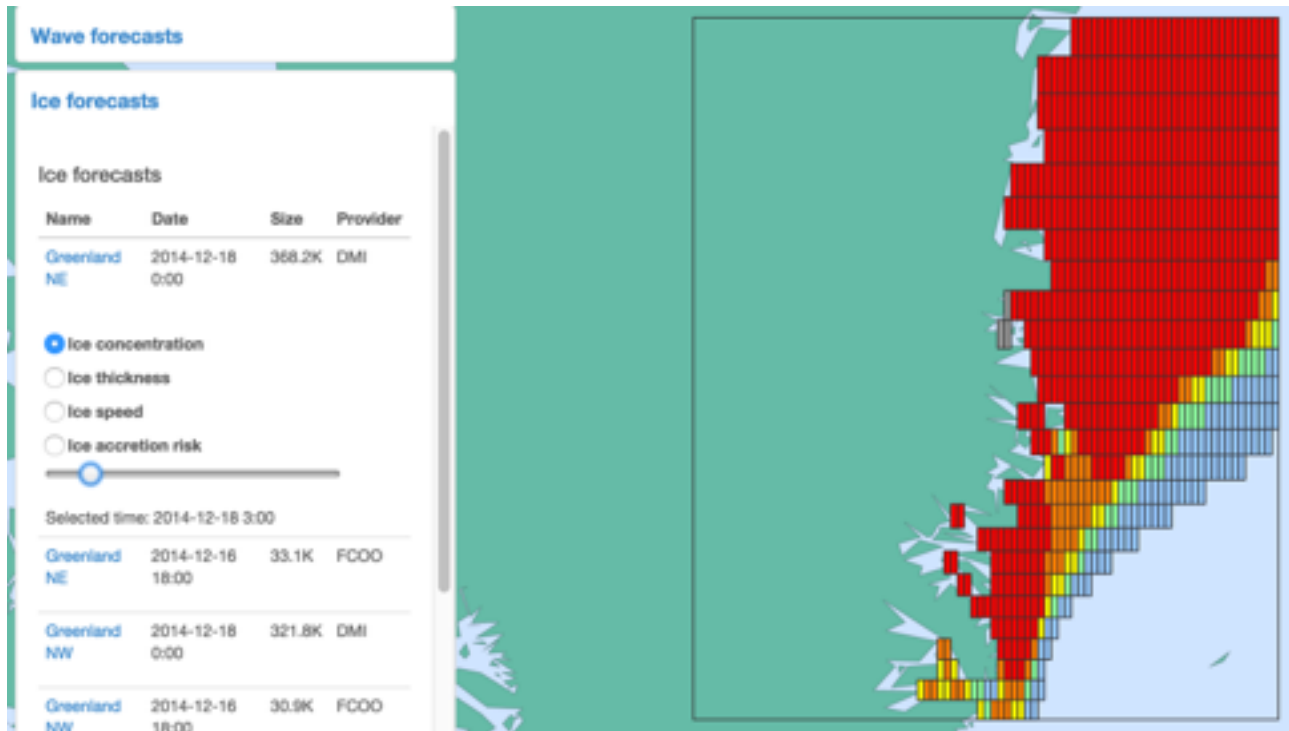 Wave forecasts
Ice forecasts
Ice forecasts
Name Date Size Provider
Greenland 2014-12-18 368.2K DMI
NE 0:00
Ice concentration
Ice thickness
Ice speed
Ice accretion risk
Selected time: 2014-12-18 3:00
Greenland 2014-12-16 33.1K FCOO
NE 18:00
Greenland 2014-12-18 321.8K DMI
NW 0:00
Greenland 2014-12-16 30.9K FCOO
NW 18:00